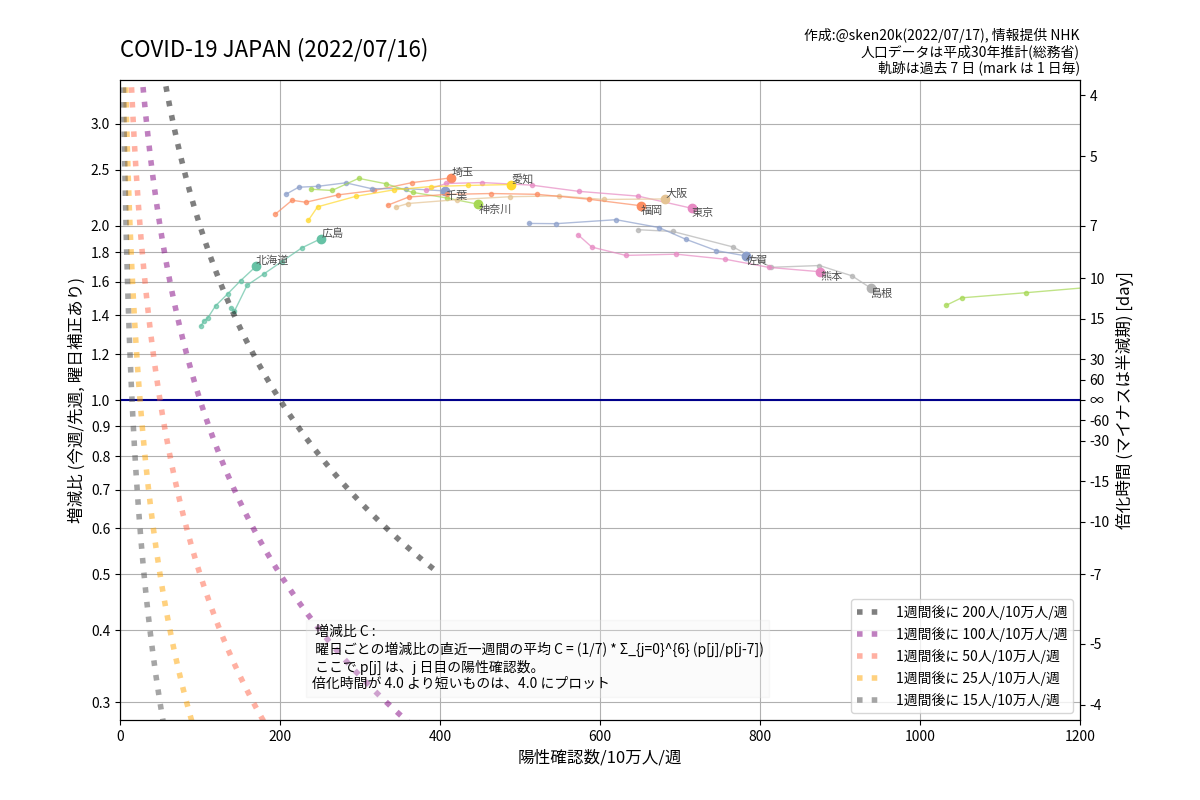 COVID-19 JAPAN (2022/07/16)
作成:@sken20k(2022/07/17), 情報提供 NHK
人口データは平成30年推計(総務省)
軌跡は過去 7 日 (mark は 1 日毎)
増減比 (今週/先週, 曜日補正あり)
3.0
2.5
2.0
1.8
1.6
1.4
1.2
1.0
0.9
0.8
0.7
0.6
0.5
0.4
0.3
埼玉
愛知
千葉
神奈川
大阪
福岡
東京
広島
北海道
佐賀
熊本
島根
4
5
7
10
15
30
60
∞
-60
-30
-15
-10
-7
-5
-4
倍化時間 (マイナスは半減期) [day]
増減比 C :
曜日ごとの増減比の直近一週間の平均 C = (1/7) * Σ_{j=0}^{6} (p[j]/p[j-7])
ここで p[j] は、j 日目の陽性確認数。
倍化時間が 4.0 より短いものは、4.0 にプロット
1週間後に 200人/10万人/週
1週間後に 100人/10万人/週
1週間後に 50人/10万人/週
1週間後に 25人/10万人/週
1週間後に 15人/10万人/週
0 200 400 600 800 1000 1200
陽性確認数/10万人/週